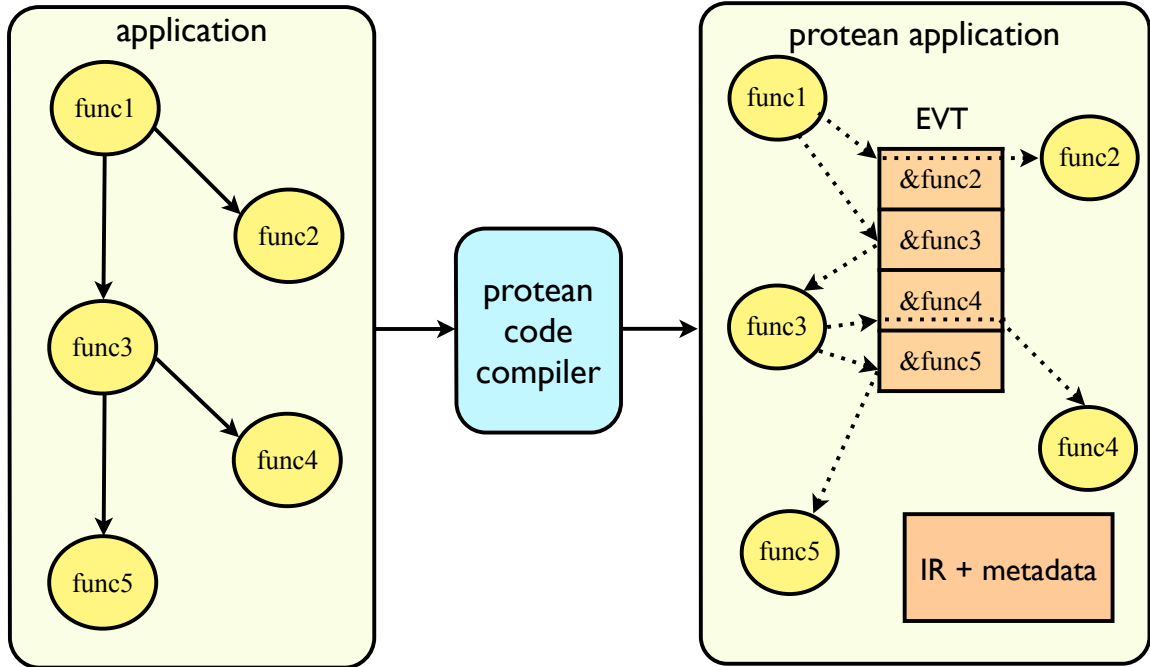 application
func1
func2
func3
func4
func5
protean
code
compiler
protean application
func1
EVT
func2
&func2
&func3
func3
&func4
&func5
func4
func5
IR + metadata